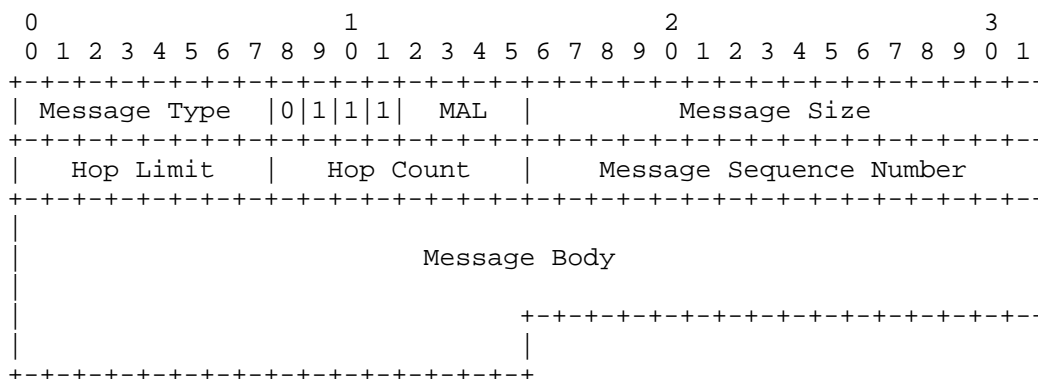 0                   1                   2                   3
 0 1 2 3 4 5 6 7 8 9 0 1 2 3 4 5 6 7 8 9 0 1 2 3 4 5 6 7 8 9 0 1
+-+-+-+-+-+-+-+-+-+-+-+-+-+-+-+-+-+-+-+-+-+-+-+-+-+-+-+-+-+-+-+--
| Message Type  |0|1|1|1|  MAL  |         Message Size
+-+-+-+-+-+-+-+-+-+-+-+-+-+-+-+-+-+-+-+-+-+-+-+-+-+-+-+-+-+-+-+--
|   Hop Limit   |   Hop Count   |    Message Sequence Number
+-+-+-+-+-+-+-+-+-+-+-+-+-+-+-+-+-+-+-+-+-+-+-+-+-+-+-+-+-+-+-+--
|
|                         Message Body
|
|                               +-+-+-+-+-+-+-+-+-+-+-+-+-+-+-+--
|                               |
+-+-+-+-+-+-+-+-+-+-+-+-+-+-+-+-+